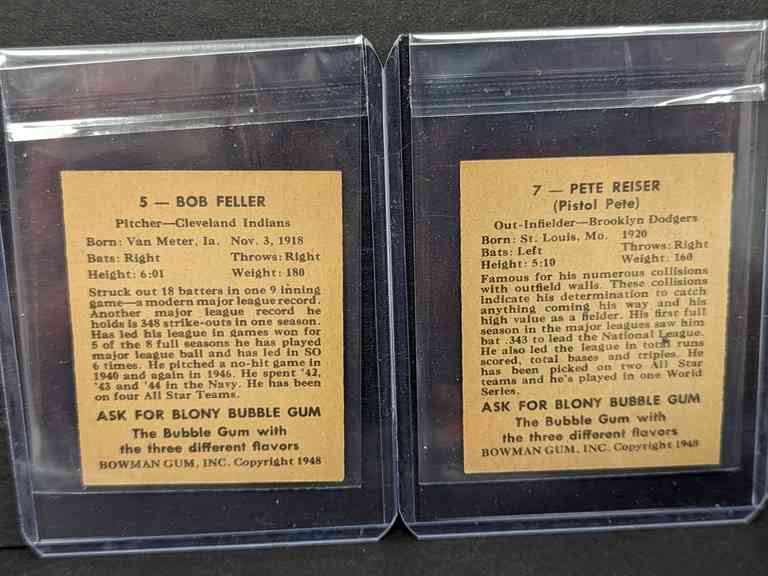 5 — BOB FELLER
Pitcher—Cleveland Indians
Born: Van Meter, Ia. Nov. 3, 1918
Bats: Right Throws: Right
Height: 6:01 Weight: 180
Struck out 18 batters in one 9 inning
game—a modern major league record.
Another major league record he
holds is 348 strike-outs in one season.
Has led his league in games won for
5 of the 8 full seasons he has played
major league ball and has led in SO
6 times. He pitched a no-hit game in
1940 and again in 1946. He spent '42,
'43 and '44 in the Navy. He has been
on four All Star Teams.
ASK FOR BLONY BUBBLE GUM
The Bubble Gum with
the three different flavors
BOWMAN GUM, INC. Copyright 1948
7 — PETE REISER
(Pistol Pete)
Out-Infielder—Brooklyn Dodgers
Born: St. Louis, Mo. 1920
Bats: Left Throws: Right
Height: 5:10 Weight: 160
Famous for his numerous collisions
with outfield walls. These collisions
indicate his determination to catch
anything coming his way and his
high value as a fielder. His first full
season in the major leagues saw him
bat .343 to lead the National League.
He also led the league in total runs
scored, total bases and triples. He
has been picked on two All Star
teams and he's played in one World
Series.
ASK FOR BLONY BUBBLE GUM
The Bubble Gum with
the three different flavors
BOWMAN GUM, INC. Copyright 1948